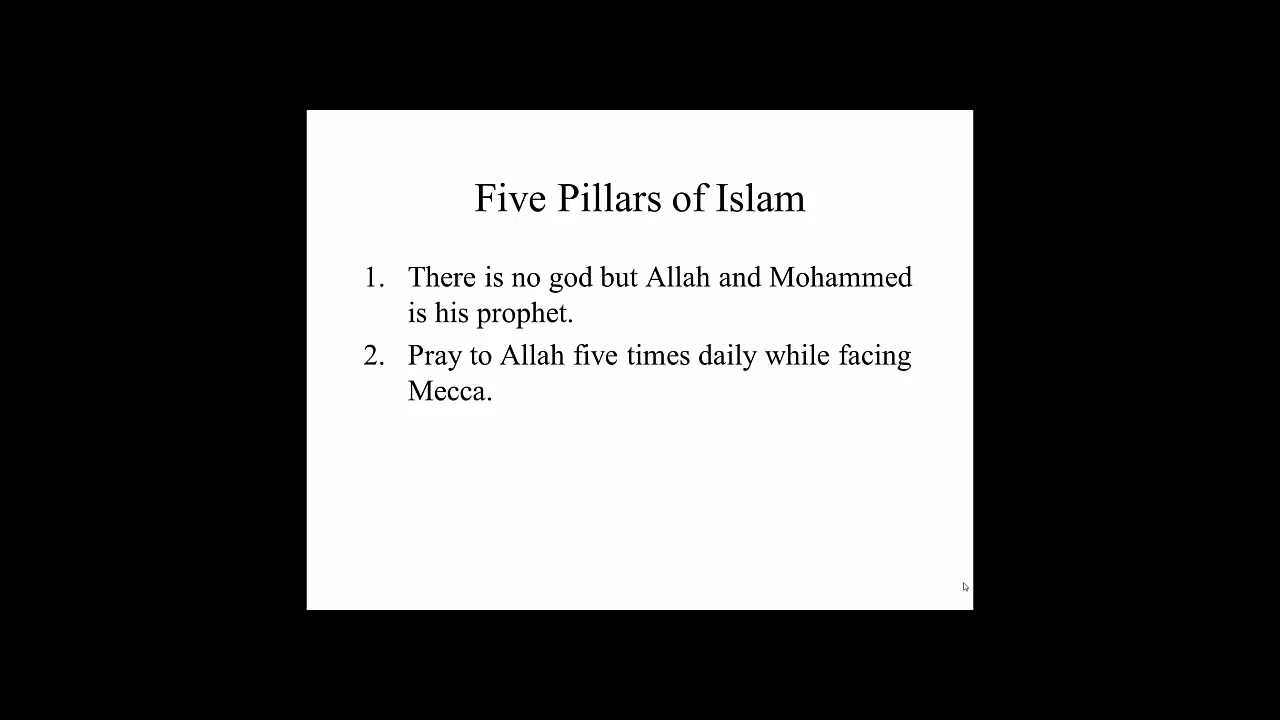 Five Pillars of Islam
1. There is no god but Allah and Mohammed
is his prophet.
2. Pray to Allah five times daily while facing
Mecca.